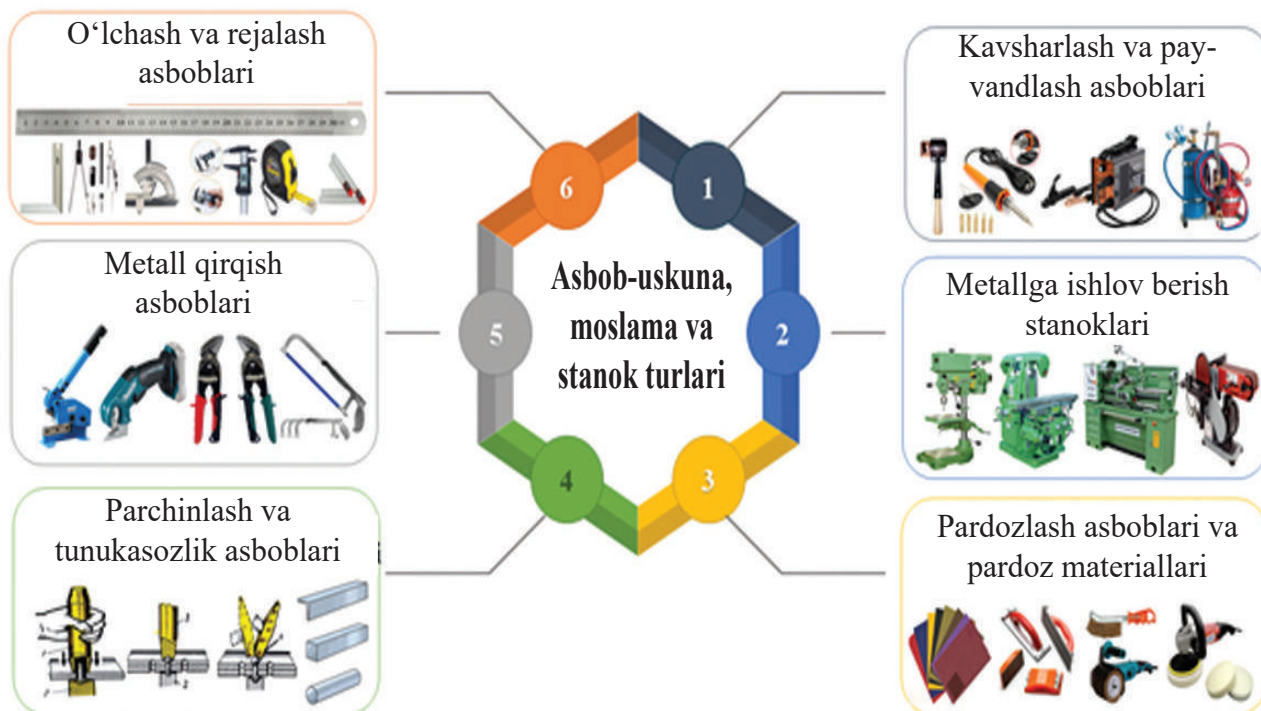 O‘lchash va rejalash
asboblari
Metall qirqish
asboblari
Parchinlash va
tunukasozlik asboblari
6
5
4
1
2
3
Asbob-uskuna,
moslama va
stanok turlari
Kavsharlash va pay-
vandlash asboblari
Metallga ishlov berish
stanoklari
Pardozlash asboblari va
pardoz materiallari